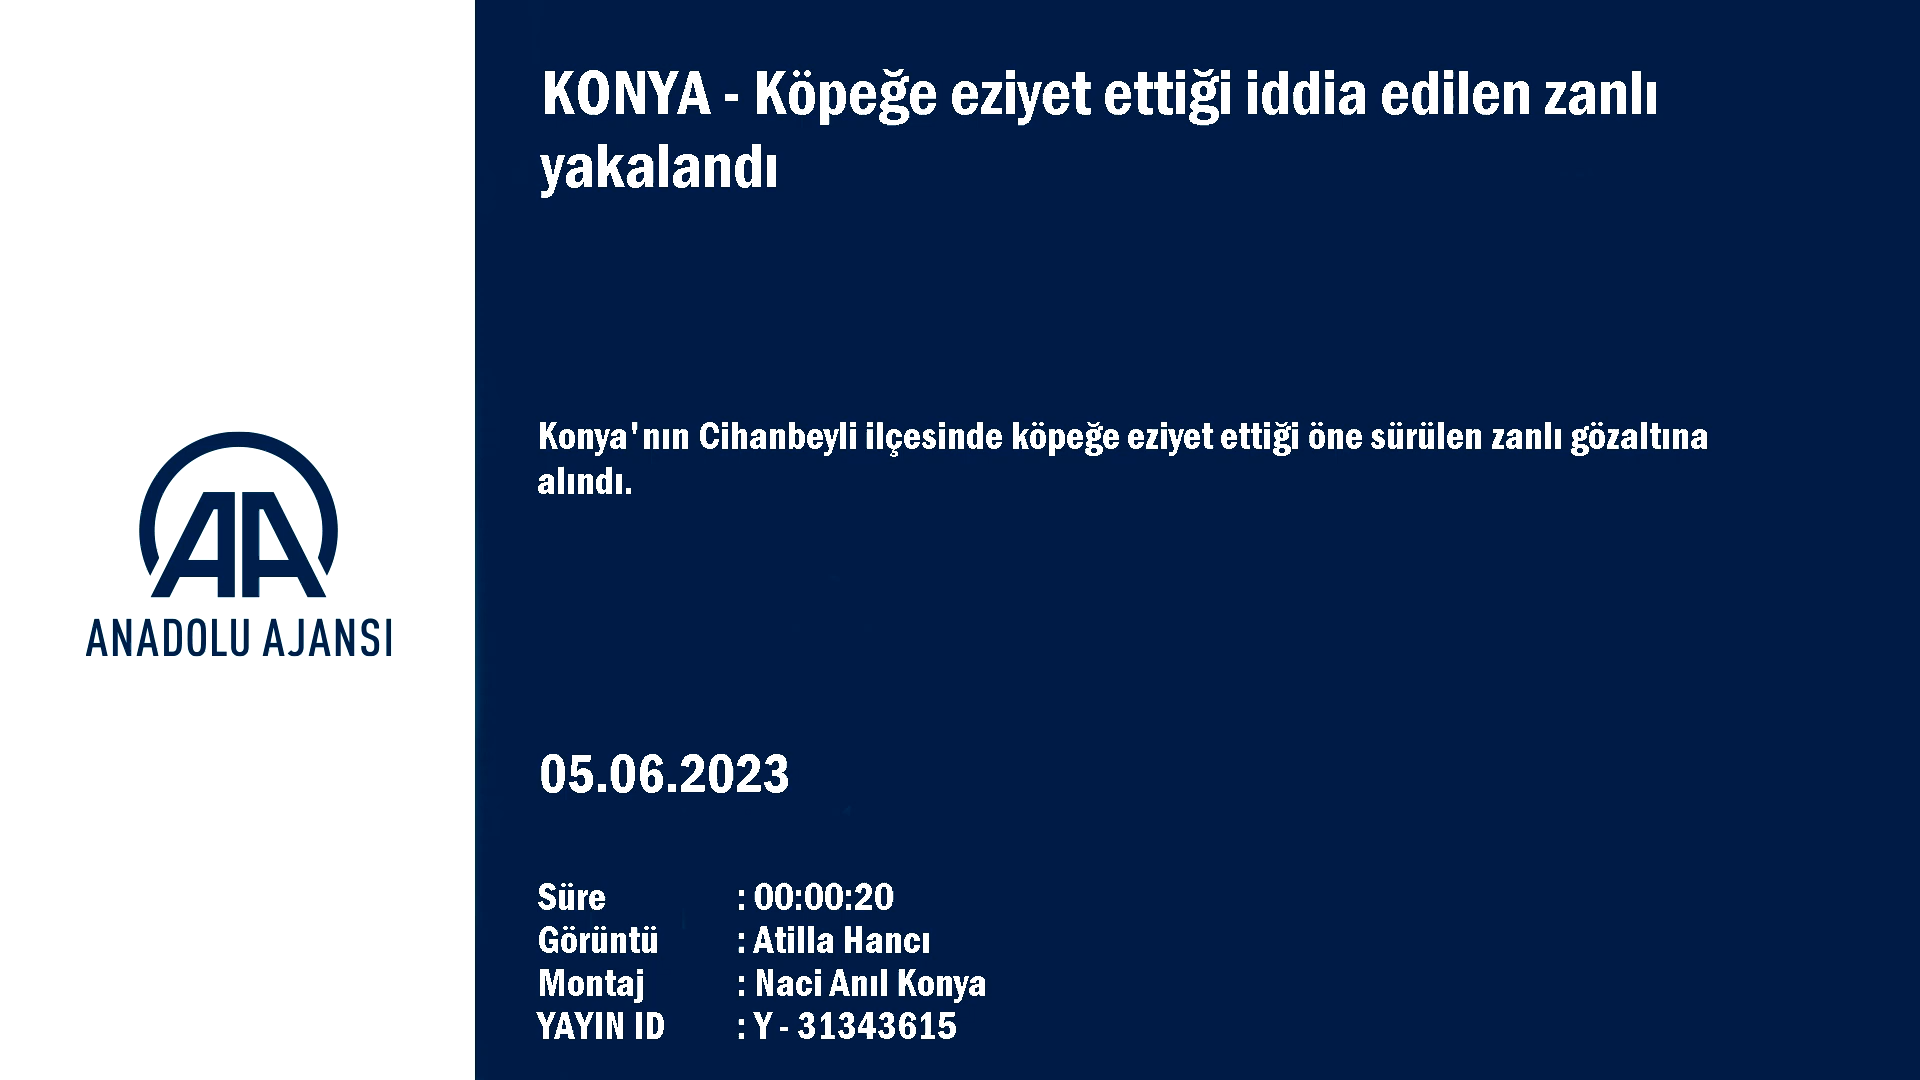 KONYA - Köpeğe eziyet ettiği iddia edilen zanlı
yakalandı
Konya'nın Cihanbeyli ilçesinde köpeğe eziyet ettiği öne sürülen zanlı gözaltına
alındı.
AA
ANADOLU AJANSI
05.06.2023
Süre : 00:00:20
Görüntü : Atilla Hancı
Montaj : Naci Anıl Konya
YAYIN ID : Y - 31343615